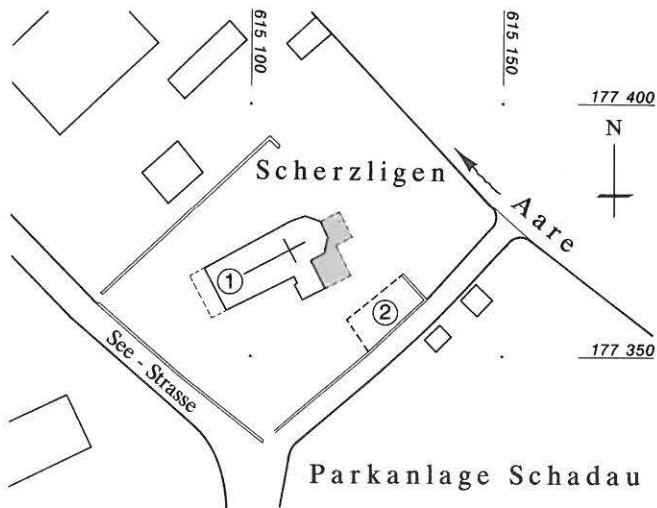 615 100
615 150
177 400
N
Scherzligen
Aare
1
2
See - Strasse
177 350
Parkanlage Schadau